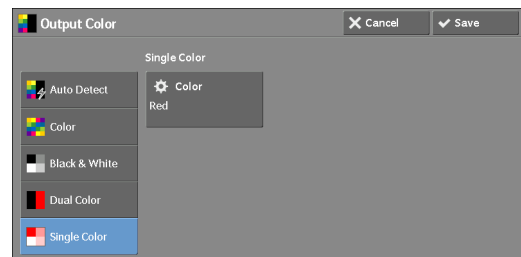 Output Color
Cancel
Save
Single Color
Auto Detect
Color
Black & White
Dual Color
Single Color
Color
Red